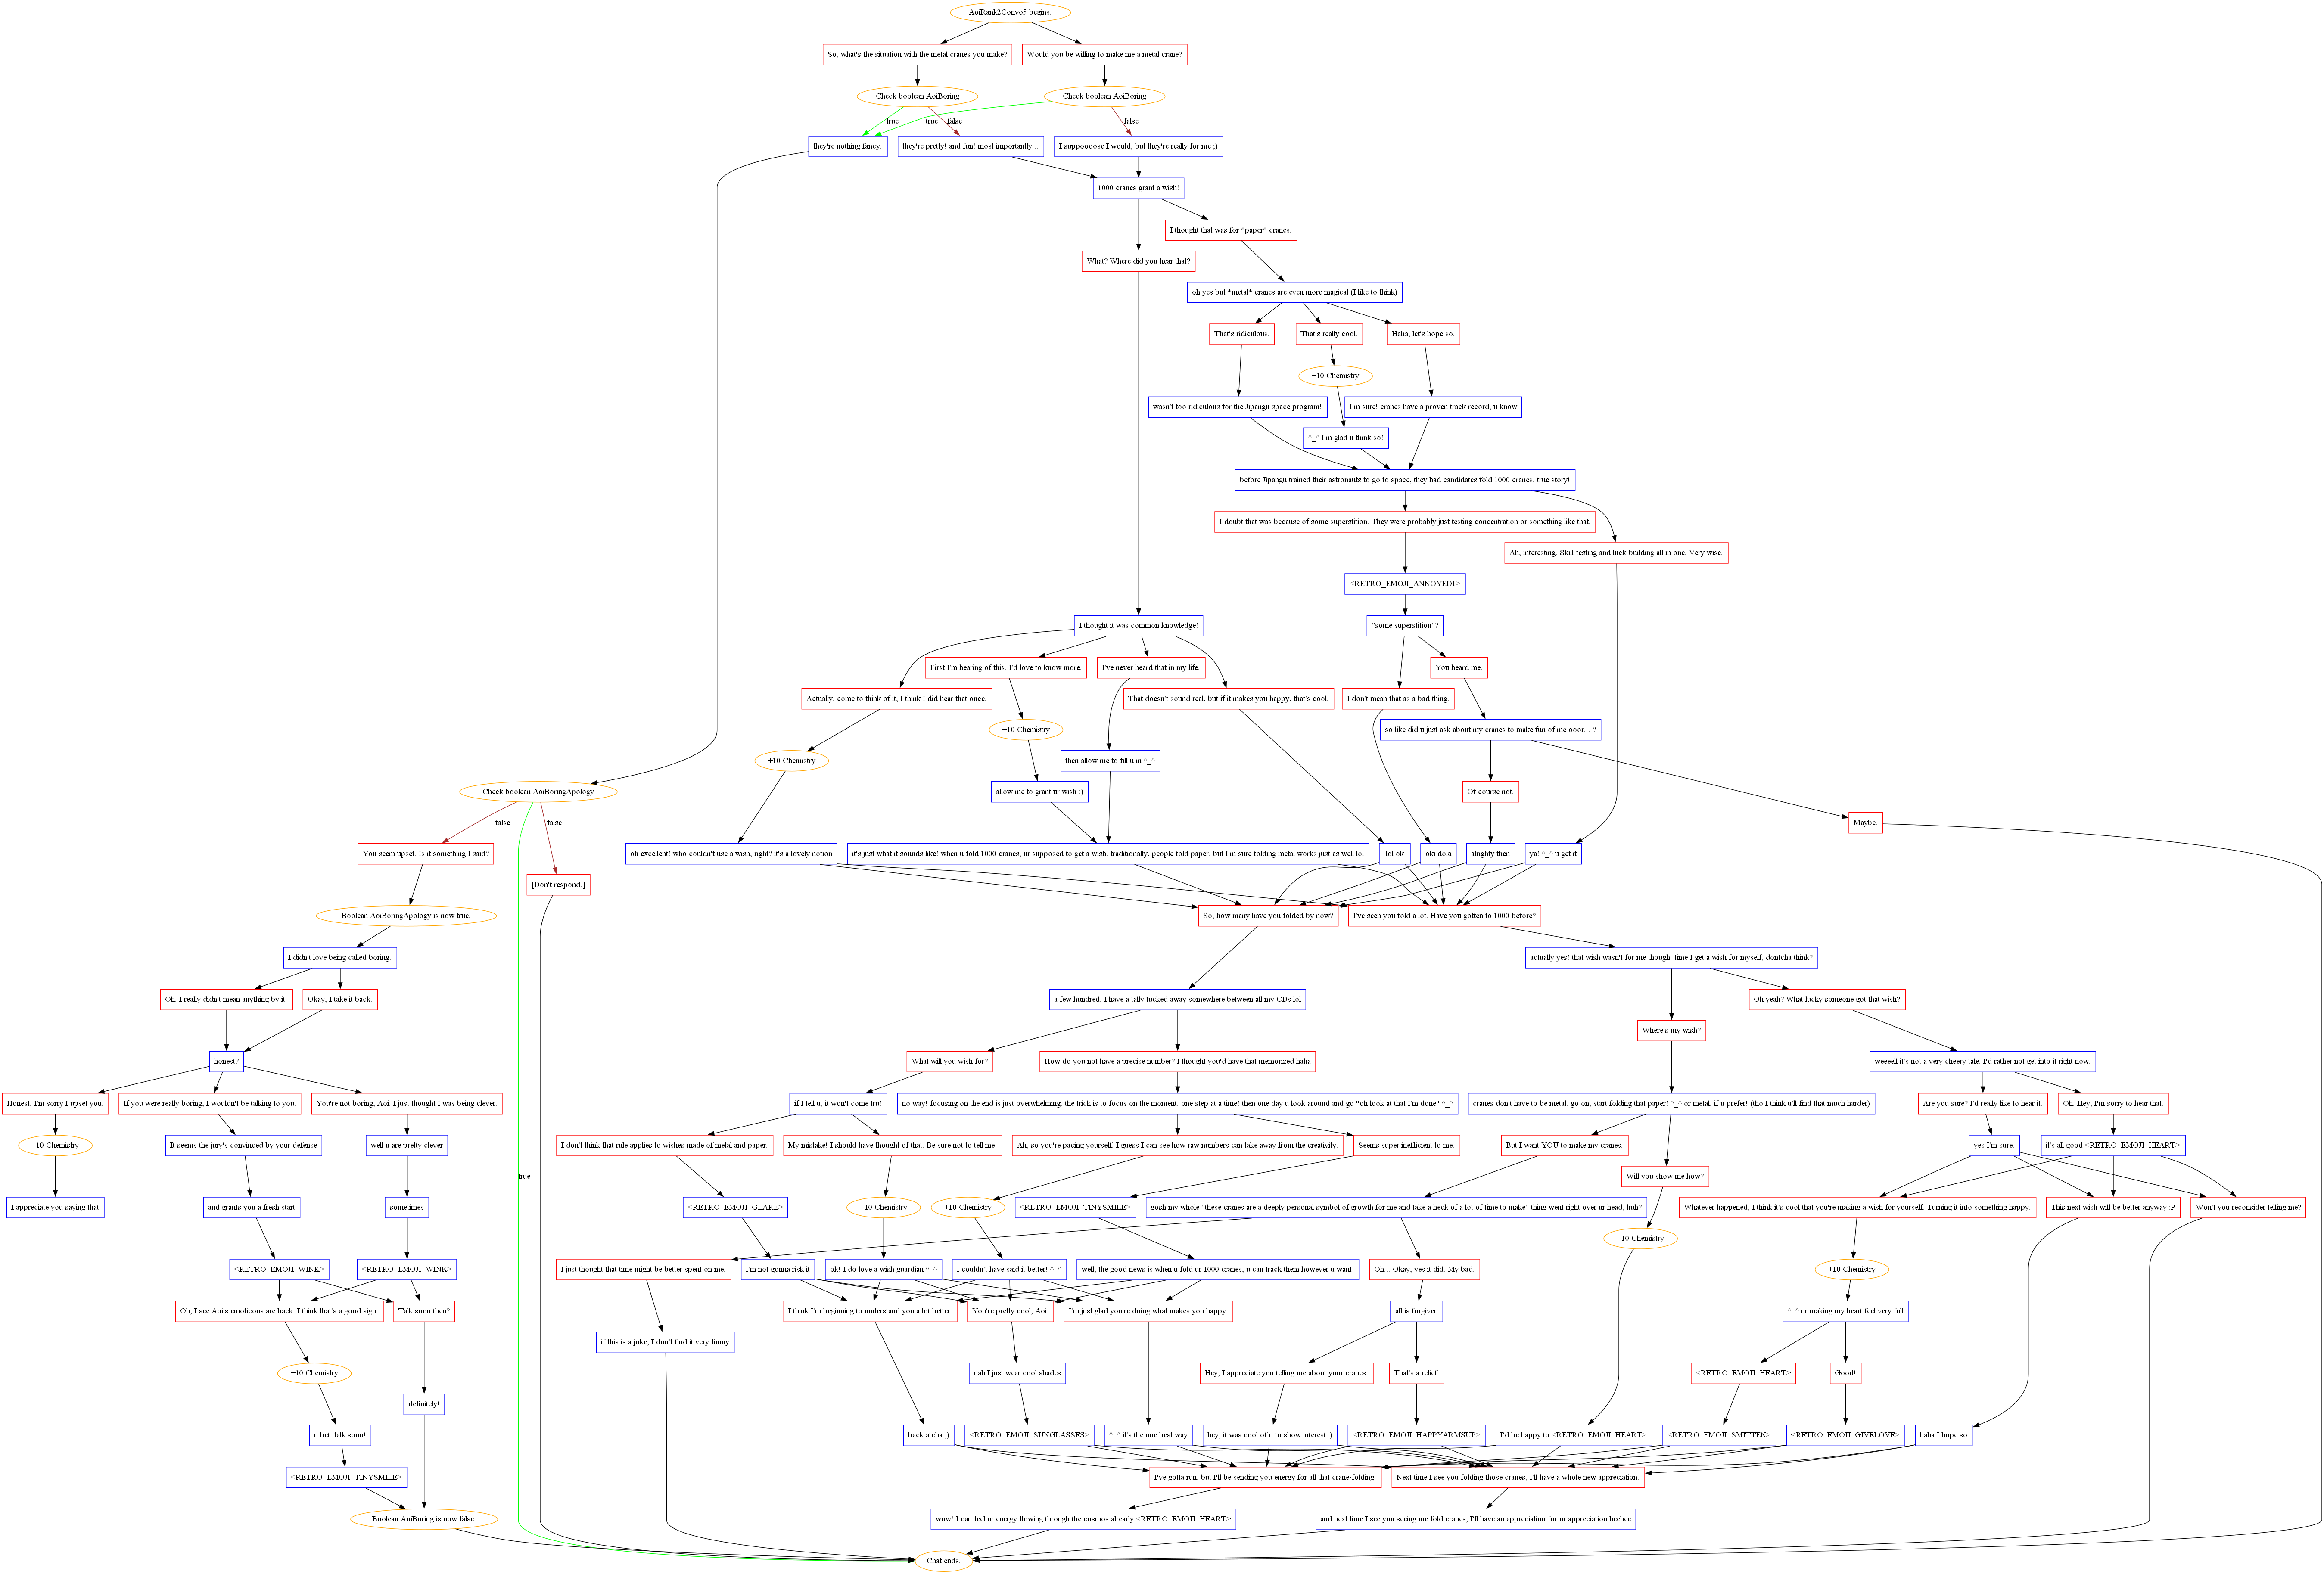 AoiRank2Convo5 begins.
So, what's the situation with the metal cranes you make?
Would you be willing to make me a metal crane?
Check boolean AoiBoring
Check boolean AoiBoring
true
true
false
false
they're nothing fancy.
they're pretty! and fun! most importantly...
I suppoooose I would, but they're really for me ;)
1000 cranes grant a wish!
I thought that was for *paper* cranes.
What? Where did you hear that?
oh yes but *metal* cranes are even more magical (I like to think)
That's ridiculous.
That's really cool.
Haha, let's hope so.
+10 Chemistry
wasn't too ridiculous for the Jipangu space program!
I'm sure! cranes have a proven track record, u know
^_^ I'm glad u think so!
before Jipangu trained their astronauts to go to space, they had candidates fold 1000 cranes. true story!
I doubt that was because of some superstition. They were probably just testing concentration or something like that.
Ah, interesting. Skill-testing and luck-building all in one. Very wise.
<RETRO_EMOJI_ANNOYED1>
I thought it was common knowledge!
"some superstition"?
First I'm hearing of this. I'd love to know more.
I've never heard that in my life.
You heard me.
Actually, come to think of it, I think I did hear that once.
That doesn't sound real, but if it makes you happy, that's cool.
I don't mean that as a bad thing.
+10 Chemistry
so like did u just ask about my cranes to make fun of me ooor... ?
+10 Chemistry
then allow me to fill u in ^_^
Check boolean AoiBoringApology
allow me to grant ur wish ;)
Of course not.
false
false
Maybe.
You seem upset. Is it something I said?
oh excellent! who couldn't use a wish, right? it's a lovely notion
it's just what it sounds like! when u fold 1000 cranes, ur supposed to get a wish. traditionally, people fold paper, but I'm sure folding metal works just as well lol
lol ok
oki doki
alrighty then
ya! ^_^ u get it
[Don't respond.]
Boolean AoiBoringApology is now true.
So, how many have you folded by now?
I've seen you fold a lot. Have you gotten to 1000 before?
I didn't love being called boring.
actually yes! that wish wasn't for me though. time I get a wish for myself, dontcha think?
Oh. I really didn't mean anything by it.
Okay, I take it back.
a few hundred. I have a tally tucked away somewhere between all my CDs lol
Oh yeah? What lucky someone got that wish?
Where's my wish?
honest?
What will you wish for?
How do you not have a precise number? I thought you'd have that memorized haha
weeeell it's not a very cheery tale. I'd rather not get into it right now.
Honest. I'm sorry I upset you.
If you were really boring, I wouldn't be talking to you.
You're not boring, Aoi. I just thought I was being clever.
if I tell u, it won't come tru!
no way! focusing on the end is just overwhelming. the trick is to focus on the moment. one step at a time! then one day u look around and go "oh look at that I'm done" ^_^
cranes don't have to be metal. go on, start folding that paper! ^_^ or metal, if u prefer! (tho I think u'll find that much harder)
Are you sure? I'd really like to hear it.
Oh. Hey, I'm sorry to hear that.
+10 Chemistry
It seems the jury's convinced by your defense
well u are pretty clever
I don't think that rule applies to wishes made of metal and paper.
My mistake! I should have thought of that. Be sure not to tell me!
Ah, so you're pacing yourself. I guess I can see how raw numbers can take away from the creativity.
Seems super inefficient to me.
But I want YOU to make my cranes.
yes I'm sure.
it's all good <RETRO_EMOJI_HEART>
Will you show me how?
true
I appreciate you saying that
and grants you a fresh start
sometimes
<RETRO_EMOJI_GLARE>
+10 Chemistry
+10 Chemistry
<RETRO_EMOJI_TINYSMILE>
gosh my whole "these cranes are a deeply personal symbol of growth for me and take a heck of a lot of time to make" thing went right over ur head, huh?
Whatever happened, I think it's cool that you're making a wish for yourself. Turning it into something happy.
This next wish will be better anyway :P
Won't you reconsider telling me?
+10 Chemistry
<RETRO_EMOJI_WINK>
<RETRO_EMOJI_WINK>
I just thought that time might be better spent on me.
I'm not gonna risk it
ok! I do love a wish guardian ^_^
I couldn't have said it better! ^_^
well, the good news is when u fold ur 1000 cranes, u can track them however u want!
Oh... Okay, yes it did. My bad.
+10 Chemistry
Oh, I see Aoi's emoticons are back. I think that's a good sign.
Talk soon then?
I think I'm beginning to understand you a lot better.
You're pretty cool, Aoi.
I'm just glad you're doing what makes you happy.
all is forgiven
^_^ ur making my heart feel very full
if this is a joke, I don't find it very funny
+10 Chemistry
nah I just wear cool shades
Hey, I appreciate you telling me about your cranes.
That's a relief.
<RETRO_EMOJI_HEART>
Good!
definitely!
u bet. talk soon!
back atcha ;)
<RETRO_EMOJI_SUNGLASSES>
^_^ it's the one best way
hey, it was cool of u to show interest :)
<RETRO_EMOJI_HAPPYARMSUP>
I'd be happy to <RETRO_EMOJI_HEART>
<RETRO_EMOJI_SMITTEN>
<RETRO_EMOJI_GIVELOVE>
haha I hope so
<RETRO_EMOJI_TINYSMILE>
I've gotta run, but I'll be sending you energy for all that crane-folding.
Next time I see you folding those cranes, I'll have a whole new appreciation.
Boolean AoiBoring is now false.
wow! I can feel ur energy flowing through the cosmos already <RETRO_EMOJI_HEART>
and next time I see you seeing me fold cranes, I'll have an appreciation for ur appreciation heehee
Chat ends.